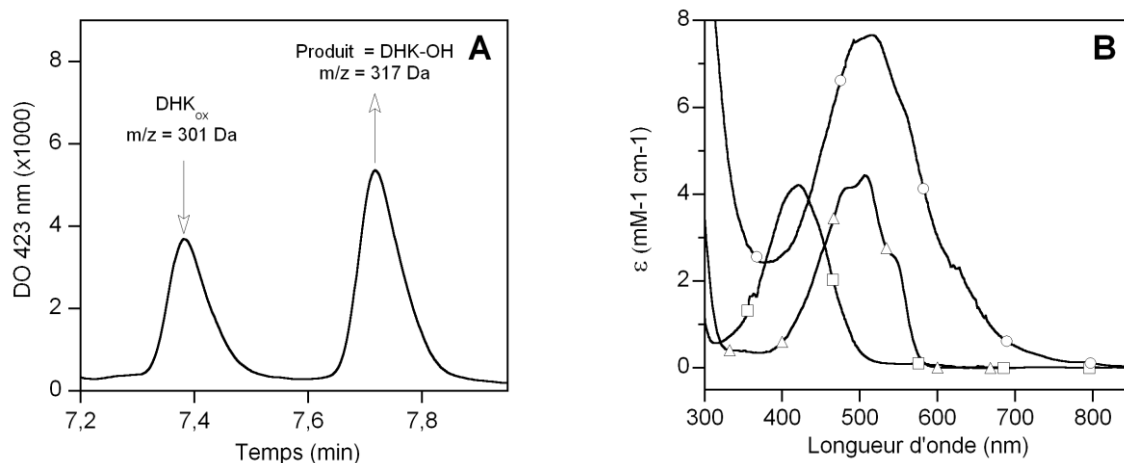 A
Produit = DHK-OH
m/z = 317 Da
DHKox
m/z = 301 Da
DO 423 nm (x1000)
8
6
4
2
0
7,2
7,4
7,6
7,8
Temps (min)
B
ε (mM-1 cm-1)
8
6
4
2
0
300
400
500
600
700
800
Longueur d'onde (nm)